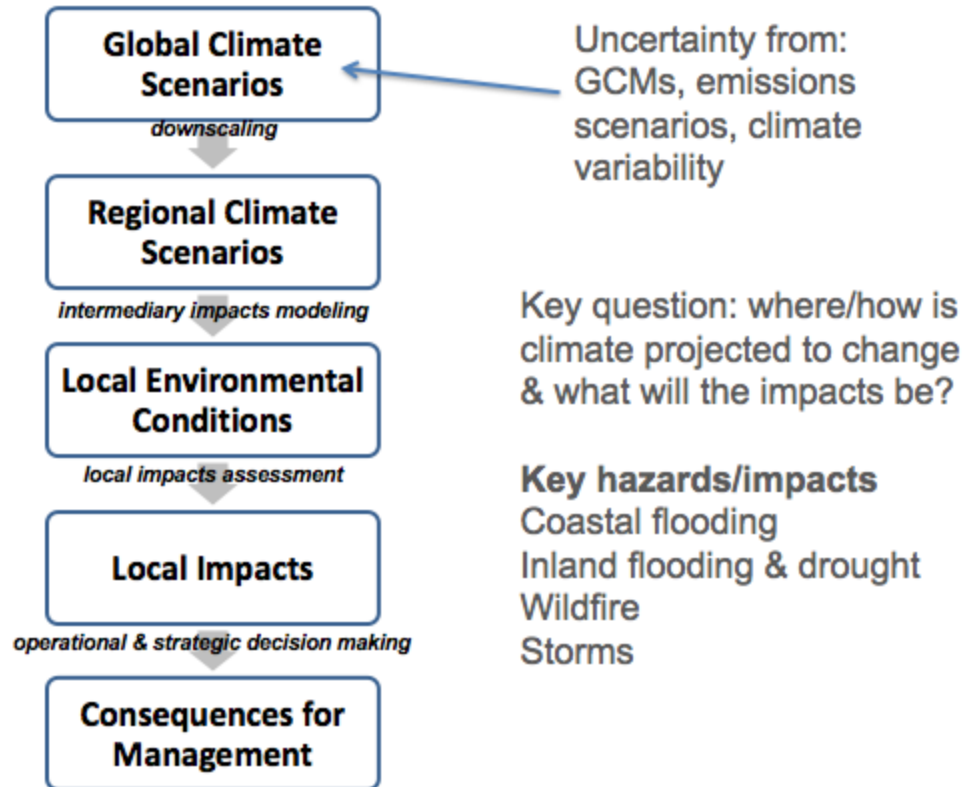 Global Climate
Scenarios
downscaling
Regional Climate
Scenarios
intermediary impacts modeling
Local Environmental
Conditions
local impacts assessment
Local Impacts
operational & strategic decision making
Consequences for
Management
Uncertainty from:
GCMs, emissions
scenarios, climate
variability
Key question: where/how is
climate projected to change
& what will the impacts be?
Key hazards/impacts
Coastal flooding
Inland flooding & drought
Wildfire
Storms